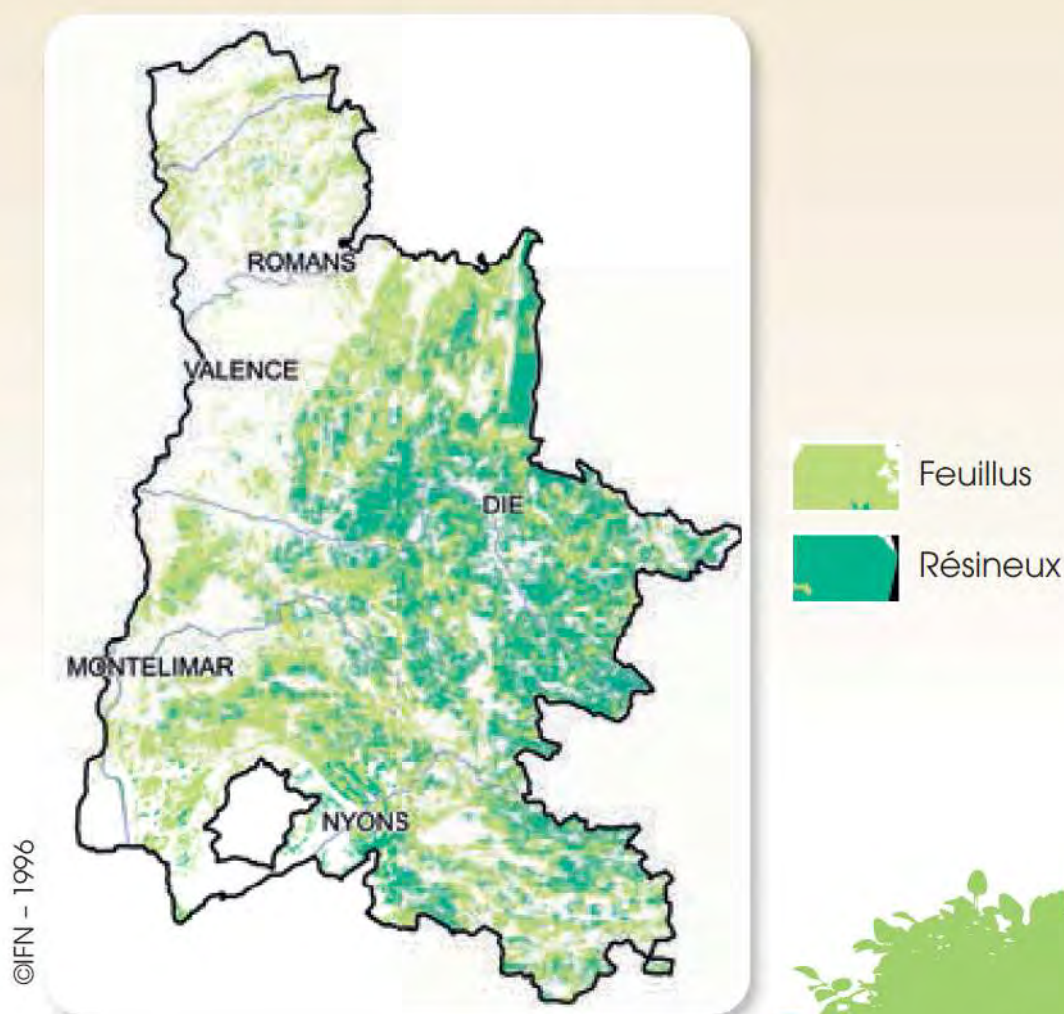 ROMANS
VALENCE
DIE
MONTELIMAR
NYONS
Feuillus
Résineux
©IFN – 1996